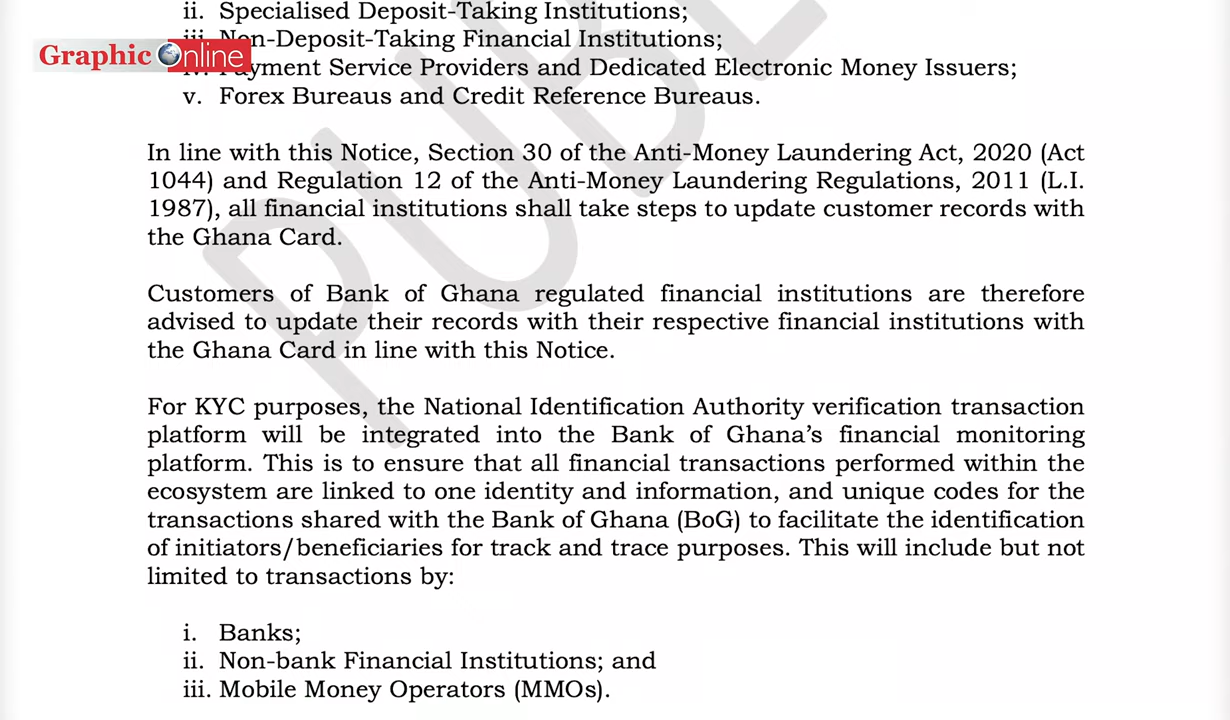 ii. Specialised Deposit-Taking Institutions;
Graphic Online
iii. Non-Deposit-Taking Financial Institutions;
iv. Payment Service Providers and Dedicated Electronic Money Issuers;
v. Forex Bureaus and Credit Reference Bureaus.
In line with this Notice, Section 30 of the Anti-Money Laundering Act, 2020 (Act
1044) and Regulation 12 of the Anti-Money Laundering Regulations, 2011 (L.I.
1987), all financial institutions shall take steps to update customer records with
the Ghana Card.
Customers of Bank of Ghana regulated financial institutions are therefore
advised to update their records with their respective financial institutions with
the Ghana Card in line with this Notice.
For KYC purposes, the National Identification Authority verification transaction
platform will be integrated into the Bank of Ghana's financial monitoring
platform. This is to ensure that all financial transactions performed within the
ecosystem are linked to one identity and information, and unique codes for the
transactions shared with the Bank of Ghana (BoG) to facilitate the identification
of initiators/beneficiaries for track and trace purposes. This will include but not
limited to transactions by:
i. Banks;
ii. Non-bank Financial Institutions; and
iii. Mobile Money Operators (MMOs).